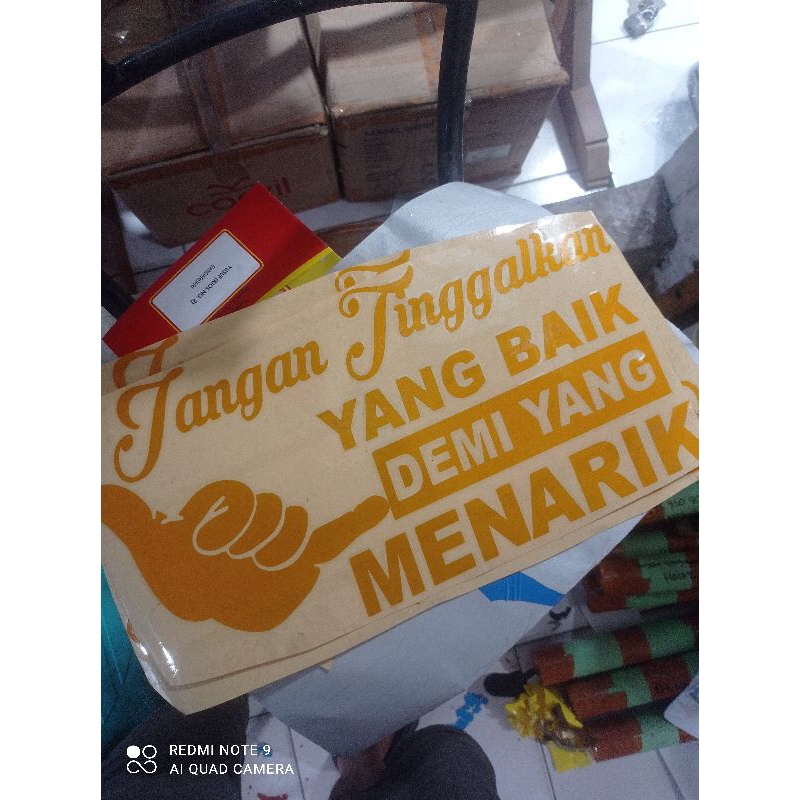 Jangan Tinggalkan
YANG BAIK
DEMI YANG
MENARIK
REDMI NOTE 9
AI QUAD CAMERA